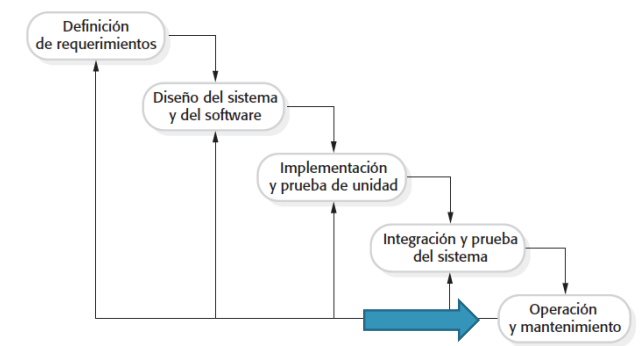 Definición
de requerimientos
Diseño del sistema
y del software
Implementación
y prueba de unidad
Integración y prueba
del sistema
Operación
y mantenimiento